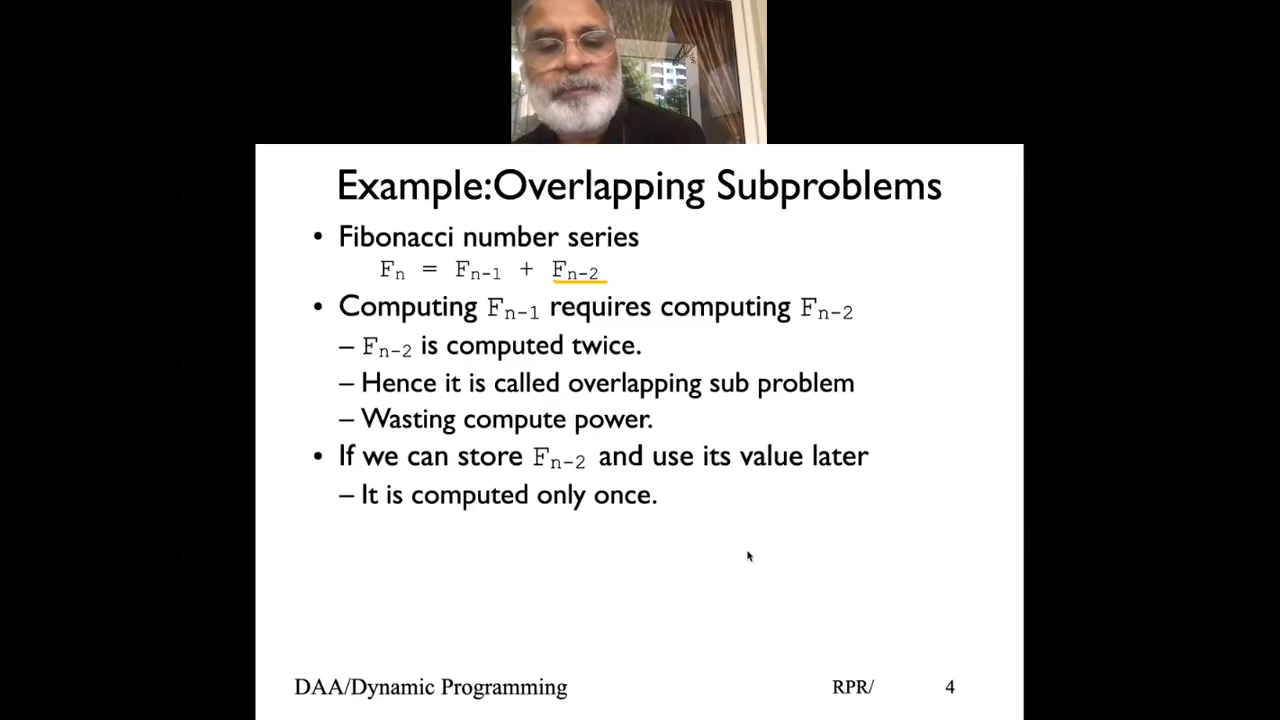 Example:Overlapping Subproblems
• Fibonacci number series
Fn = Fn-1 + Fn-2
• Computing Fn-1 requires computing Fn-2
– Fn-2 is computed twice.
– Hence it is called overlapping sub problem
– Wasting compute power.
• If we can store Fn-2 and use its value later
– It is computed only once.
DAA/Dynamic Programming RPR/ 4